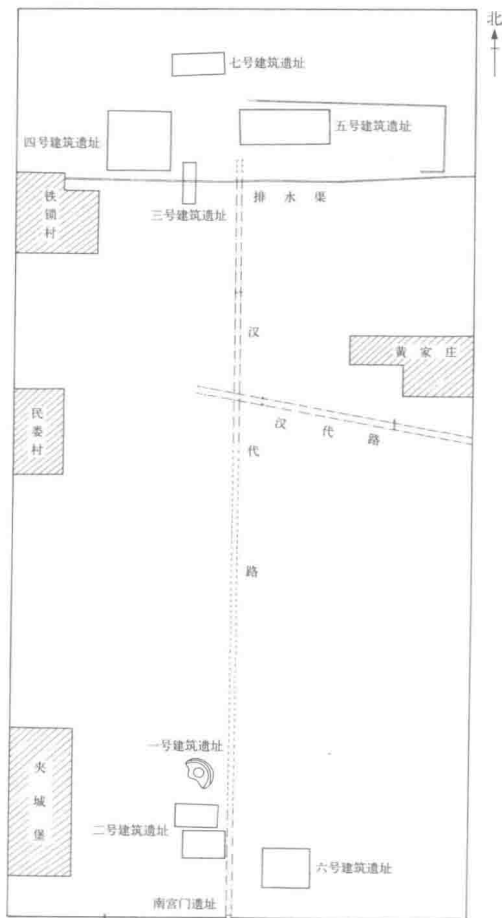 北
七号建筑遗址
四号建筑遗址
五号建筑遗址
铁锁村
三号建筑遗址
排水渠
汉代路
黄家庄
汉代路
民娄村
一号建筑遗址
夹城堡
二号建筑遗址
六号建筑遗址
南宫门遗址